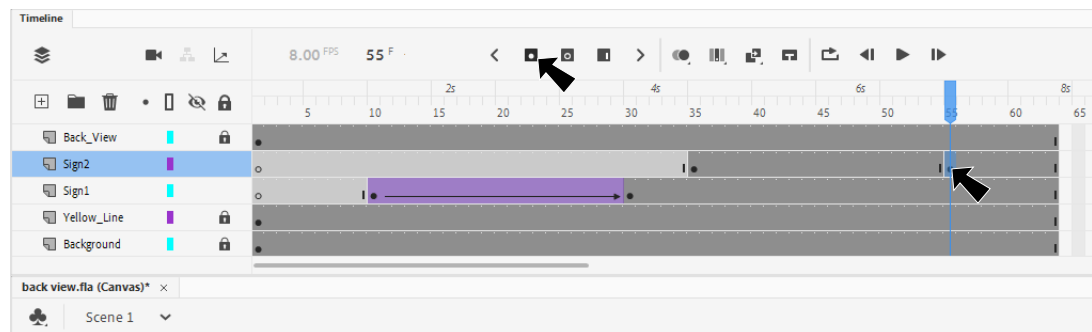 Timeline
8.00 FPS 55 F
2s 4s 6s 8s
5 10 15 20 25 30 35 40 45 50 55 60 65
Back_View
Sign2
Sign1
Yellow_Line
Background
back view.fla (Canvas)* ×
Scene 1